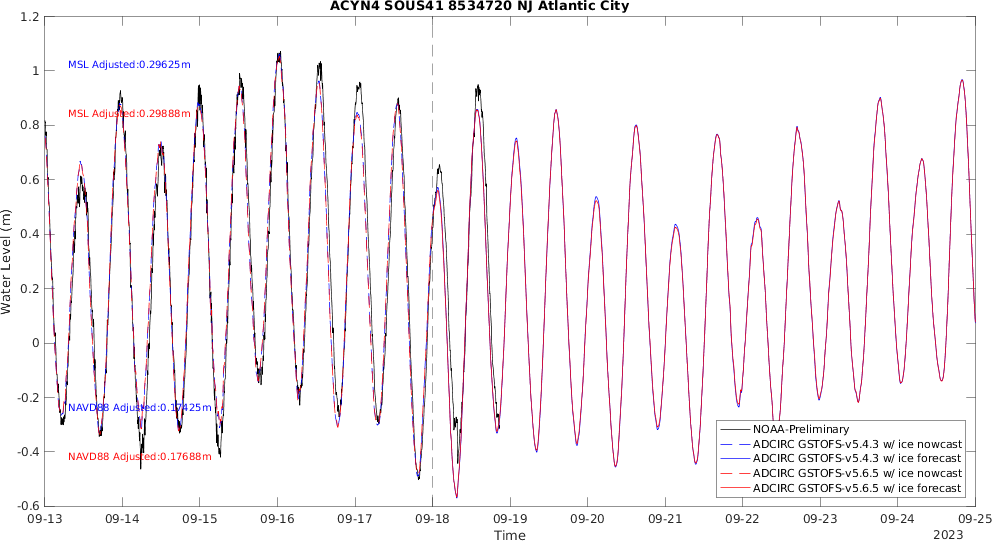 ACYN4 SOUS41 8534720 NJ Atlantic City
1.2
1
0.8
0.6
0.4
0.2
0
-0.2
-0.4
-0.6
Water Level (m)
MSL Adjusted:0.29625m
MSL Adjusted:0.29888m
NAVD88 Adjusted:0.17425m
NAVD88 Adjusted:0.17688m
NOAA-Preliminary
ADCIRC GSTOFS-v5.4.3 w/ ice nowcast
ADCIRC GSTOFS-v5.4.3 w/ ice forecast
ADCIRC GSTOFS-v5.6.5 w/ ice nowcast
ADCIRC GSTOFS-v5.6.5 w/ ice forecast
09-13 09-14 09-15 09-16 09-17 09-18 09-19 09-20 09-21 09-22 09-23 09-24 09-25
Time
2023